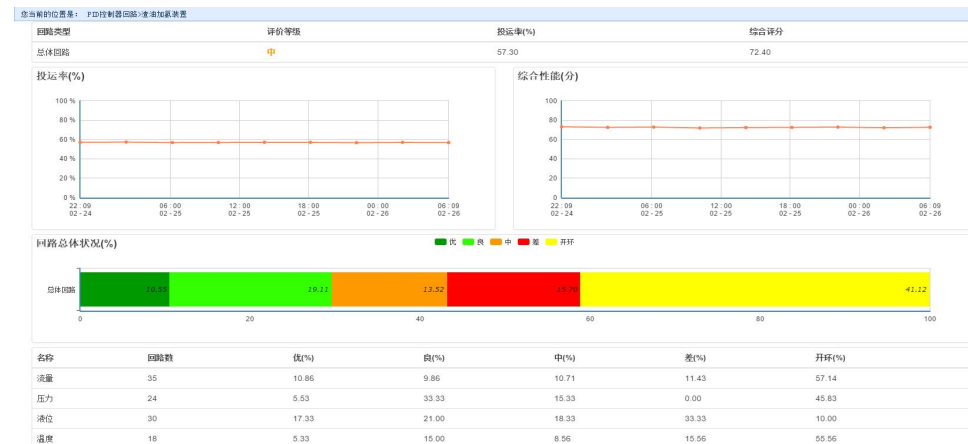 您当前的位置是： PID控制器回路>渣油加氢装置
回路类型 评价等级 投运率(%) 综合评分
总体回路 中 57.30 72.40
投运率(%) 综合性能(分)
100 %
80 %
60 %
40 %
20 %
0 %
22 : 09 06 : 00 12 : 00 18 : 00 00 : 00 06 : 09
02 - 24 02 - 25 02 - 25 02 - 25 02 - 26 02 - 26
100
80
60
40
20
0
22 : 09 06 : 00 12 : 00 18 : 00 00 : 00 06 : 09
02 - 24 02 - 25 02 - 25 02 - 25 02 - 26 02 - 26
回路总体状况(%)
优 良 中 差 开环
总体回路 10.55 19.11 13.52 15.70 41.12
0 20 40 60 80 100
名称 回路数 优(%) 良(%) 中(%) 差(%) 开环(%)
流量 35 10.86 9.86 10.71 11.43 57.14
压力 24 5.53 33.33 15.33 0.00 45.83
液位 30 17.33 21.00 18.33 33.33 10.00
温度 18 5.33 15.00 8.56 15.56 55.56